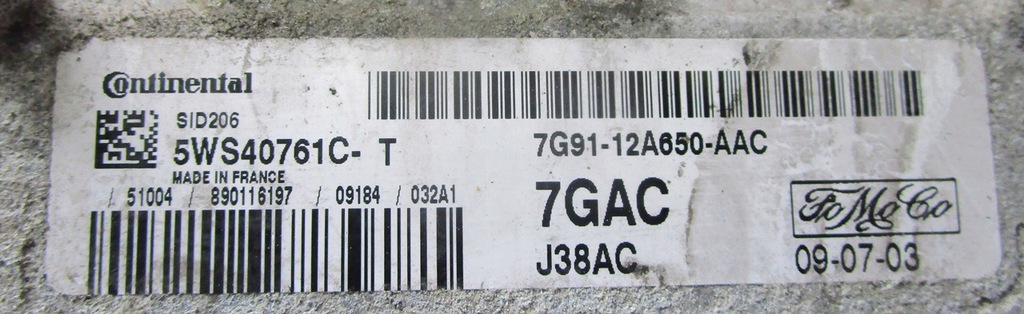 Continental
SID206
5WS40761C- T
MADE IN FRANCE
/ 51004 / 890116197 / 09184 / 032A1
7G91-12A650-AAC
7GAC
J38AC
FoMoCo
09-07-03